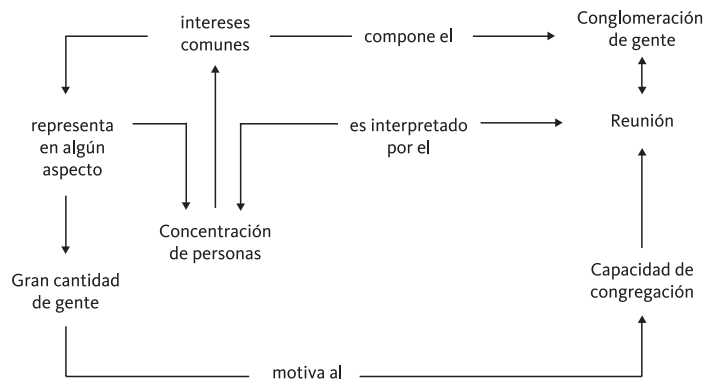 intereses
comunes
compone el
Conglomeración
de gente
representa
en algún
aspecto
es interpretado
por el
Reunión
Concentración
de personas
Gran cantidad
de gente
Capacidad de
congregación
motiva al